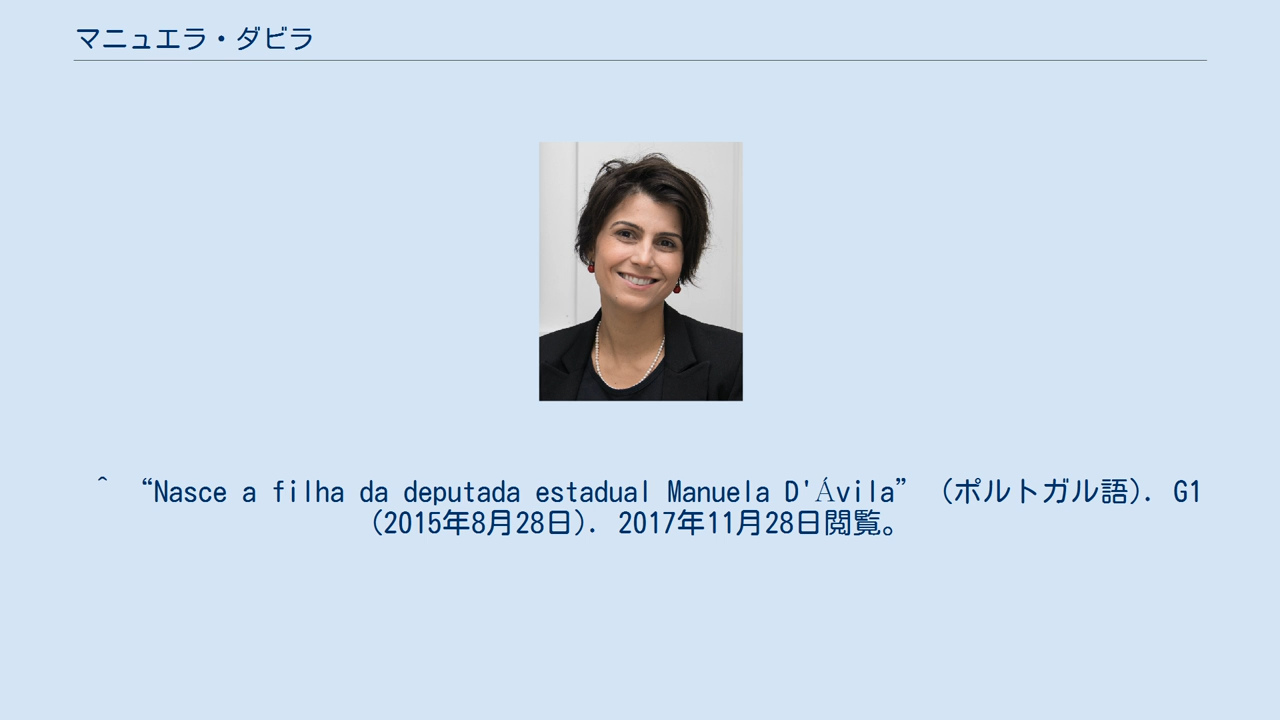 マニュエラ・ダビラ
^ “Nasce a filha da deputada estadual Manuela D'Ávila” (ポルトガル語). G1
(2015年8月28日). 2017年11月28日閲覧。